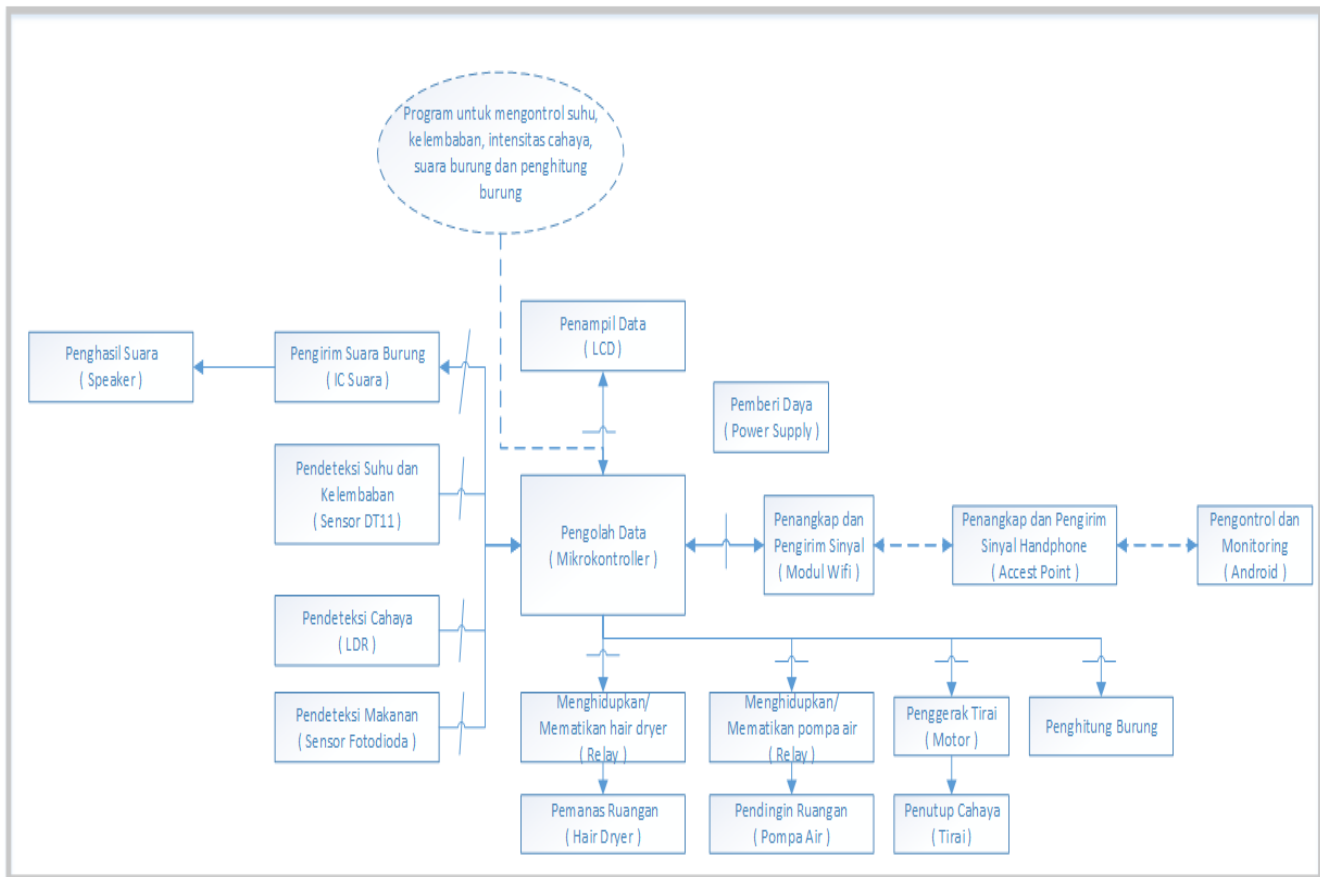 Program untuk mengontrol suhu,
kelembaban, intensitas cahaya,
suara burung dan penghitung
burung
Penampil Data
( LCD )
Penghasil Suara
( Speaker )
Pengirim Suara Burung
( IC Suara )
Pemberi Daya
( Power Supply )
Pendeteksi Suhu dan
Kelembaban
( Sensor DT11 )
Pengolah Data
( Mikrokontroller )
Penangkap dan
Pengirim Sinyal
( Modul Wifi )
Penangkap dan Pengirim
Sinyal Handphone
( Accest Point )
Pengontrol dan
Monitoring
( Android )
Pendeteksi Cahaya
( LDR )
Pendeteksi Makanan
( Sensor Fotodioda )
Menghidupkan/
Mematikan hair dryer
( Relay )
Menghidupkan/
Mematikan pompa air
( Relay )
Penggerak Tirai
( Motor )
Penghitung Burung
Pemanas Ruangan
( Hair Dryer )
Pendingin Ruangan
( Pompa Air )
Penutup Cahaya
( Tirai )